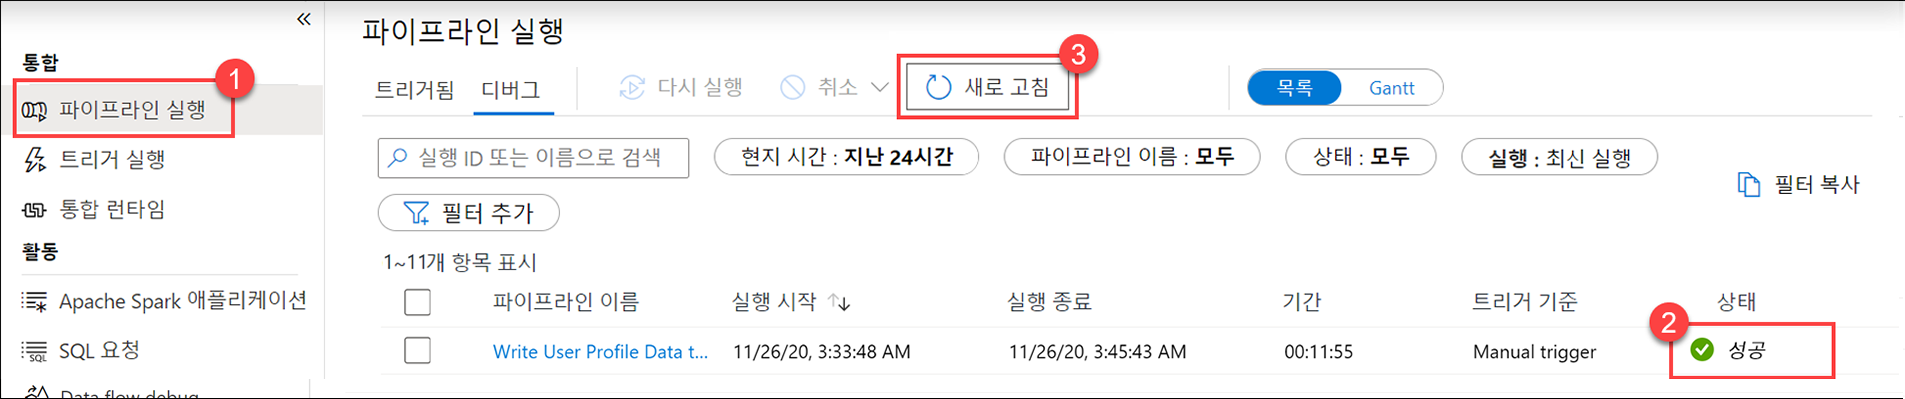 «
통합
파이프라인 실행
1
트리거 실행
통합 런타임
활동
Apache Spark 애플리케이션
SQL 요청
Data flow debug
파이프라인 실행
트리거됨 디버그 다시 실행 취소 새로 고침 3 목록 Gantt
실행 ID 또는 이름으로 검색 현지 시간 : 지난 24시간 파이프라인 이름 : 모두 상태 : 모두 실행 : 최신 실행
필터 추가 필터 복사
1~11개 항목 표시
파이프라인 이름 실행 시작 ↑↓ 실행 종료 기간 트리거 기준 상태
Write User Profile Data t... 11/26/20, 3:33:48 AM 11/26/20, 3:45:43 AM 00:11:55 Manual trigger 2 성공